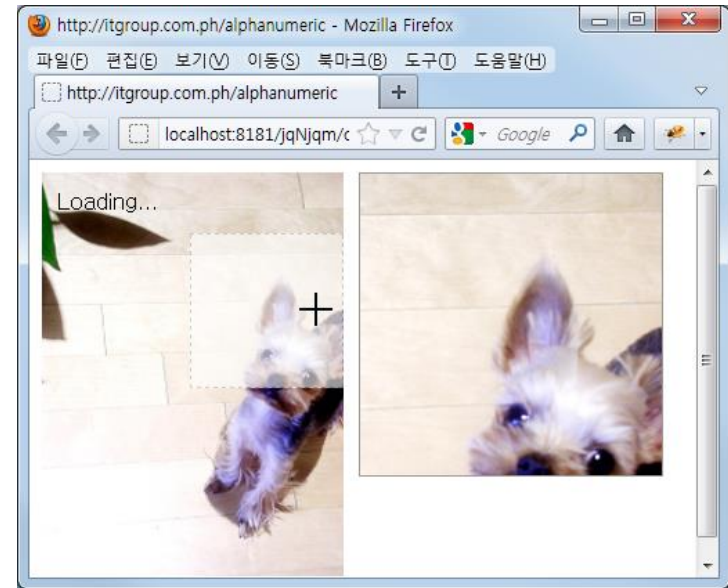 http://itgroup.com.ph/alphanumeric - Mozilla Firefox
파일(F) 편집(E) 보기(V) 이동(S) 북마크(B) 도구(T) 도움말(H)
http://itgroup.com.ph/alphanumeric
localhost:8181/jqNjqm/c
Google
Loading...